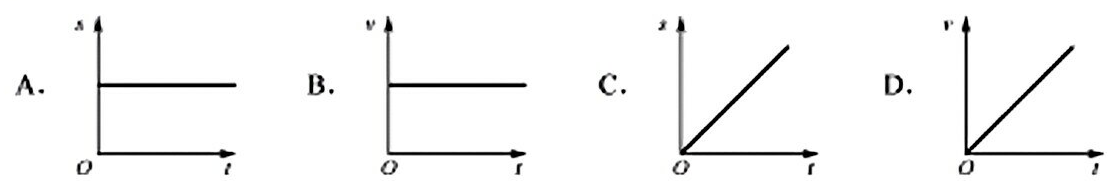 A. s O t
B. v O t
C. s O t
D. v O t